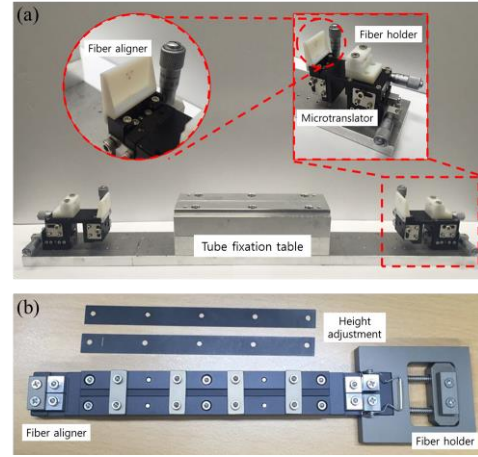 (a)
Fiber aligner
Fiber holder
Microtranslator
Tube fixation table
(b)
Height
adjustment
Fiber aligner
Fiber holder